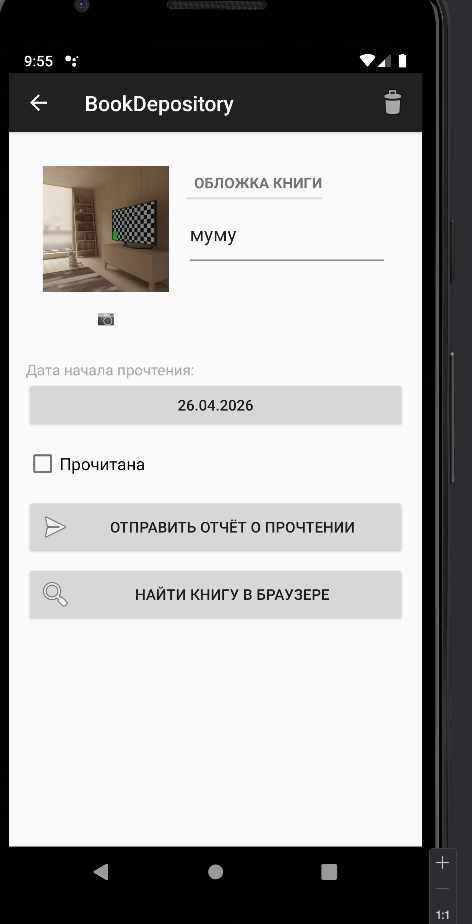 9:55
BookDepository
ОБЛОЖКА КНИГИ
муму
Дата начала прочтения:
26.04.2026
Прочитана
ОТПРАВИТЬ ОТЧЁТ О ПРОЧТЕНИИ
НАЙТИ КНИГУ В БРАУЗЕРЕ
1:1